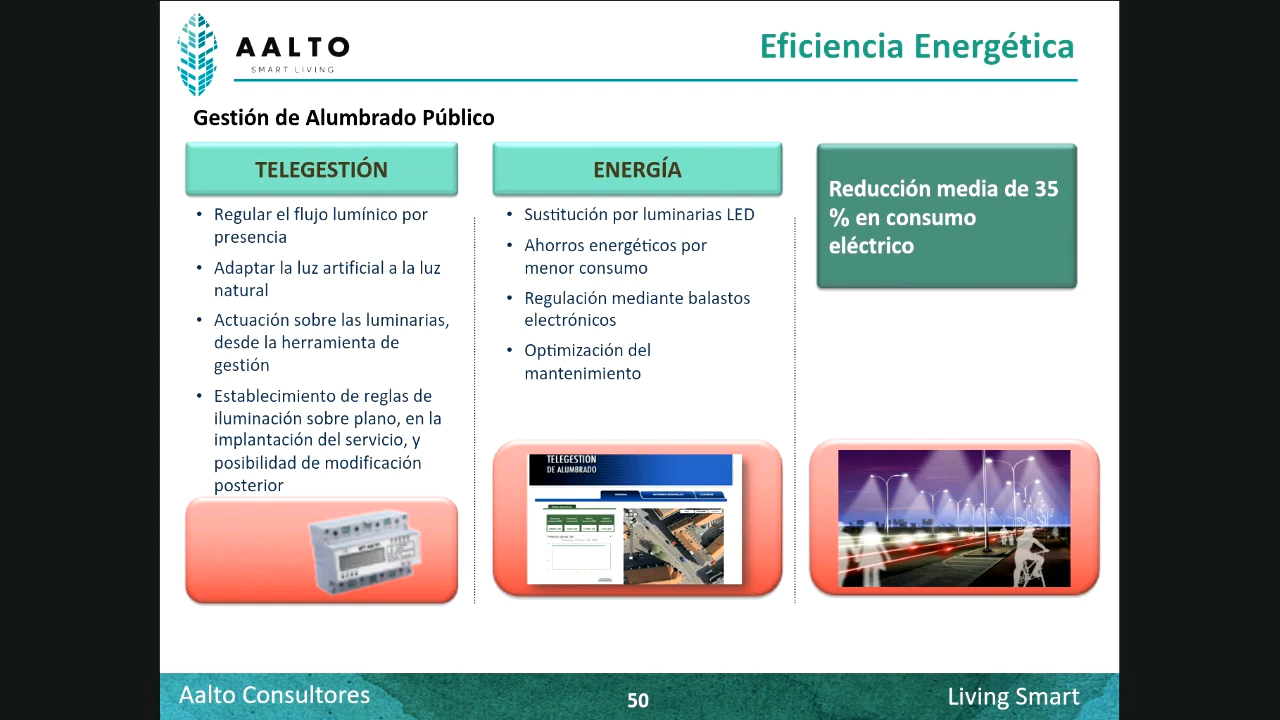 AALTO
SMART LIVING
Eficiencia Energética
Gestión de Alumbrado Público
TELEGESTIÓN
• Regular el flujo lumínico por
presencia
• Adaptar la luz artificial a la luz
natural
• Actuación sobre las luminarias,
desde la herramienta de
gestión
• Establecimiento de reglas de
iluminación sobre plano, en la
implantación del servicio, y
posibilidad de modificación
posterior
ENERGÍA
• Sustitución por luminarias LED
• Ahorros energéticos por
menor consumo
• Regulación mediante balastos
electrónicos
• Optimización del
mantenimiento
TELEGESTION
DE ALUMBRADO
Reducción media de 35
% en consumo
eléctrico
Aalto Consultores
50
Living Smart